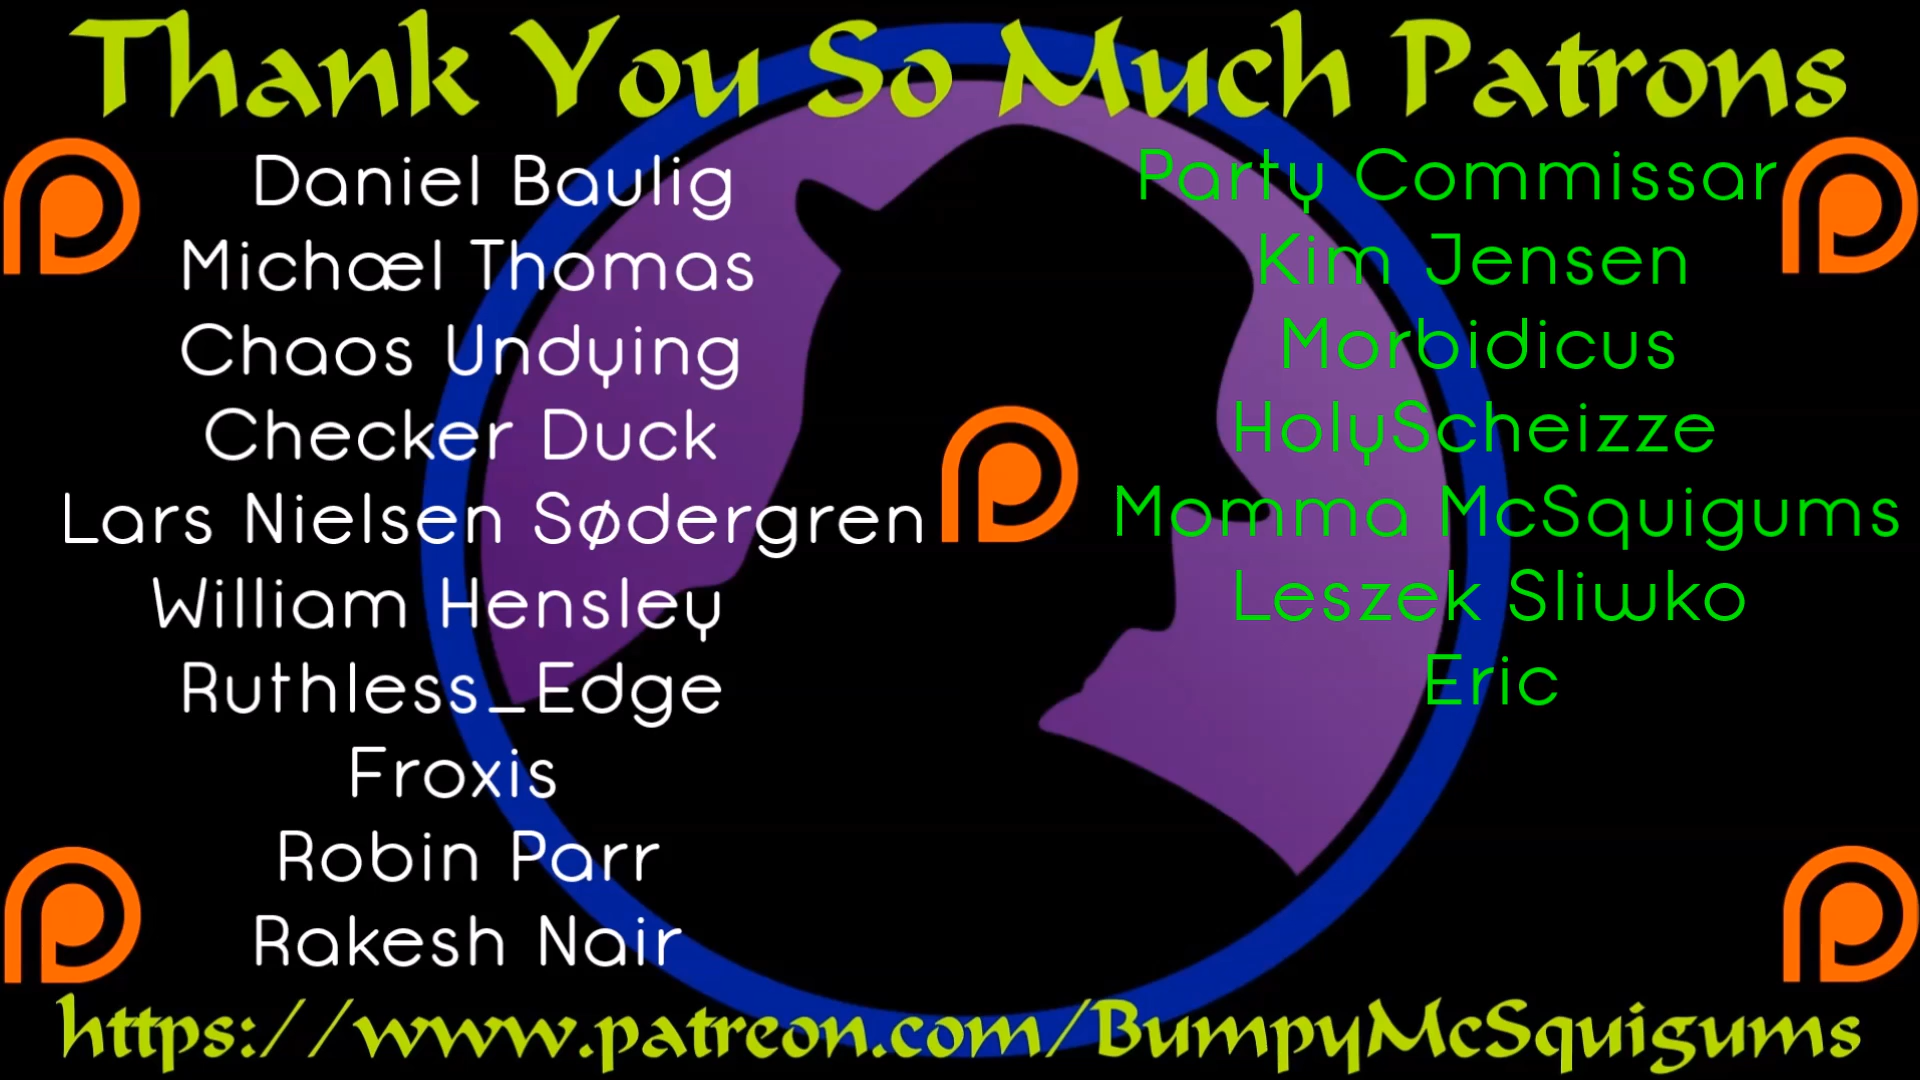 Thank You So Much Patrons
Daniel Baulig
Michæl Thomas
Chaos Undying
Checker Duck
Lars Nielsen Sødergren
William Hensley
Ruthless_Edge
Froxis
Robin Parr
Rakesh Nair
Party Commissar
Kim Jensen
Morbidicus
HolyScheizze
Momma McSquigums
Leszek Sliwko
Eric
https://www.patreon.com/BumpyMcSquigums